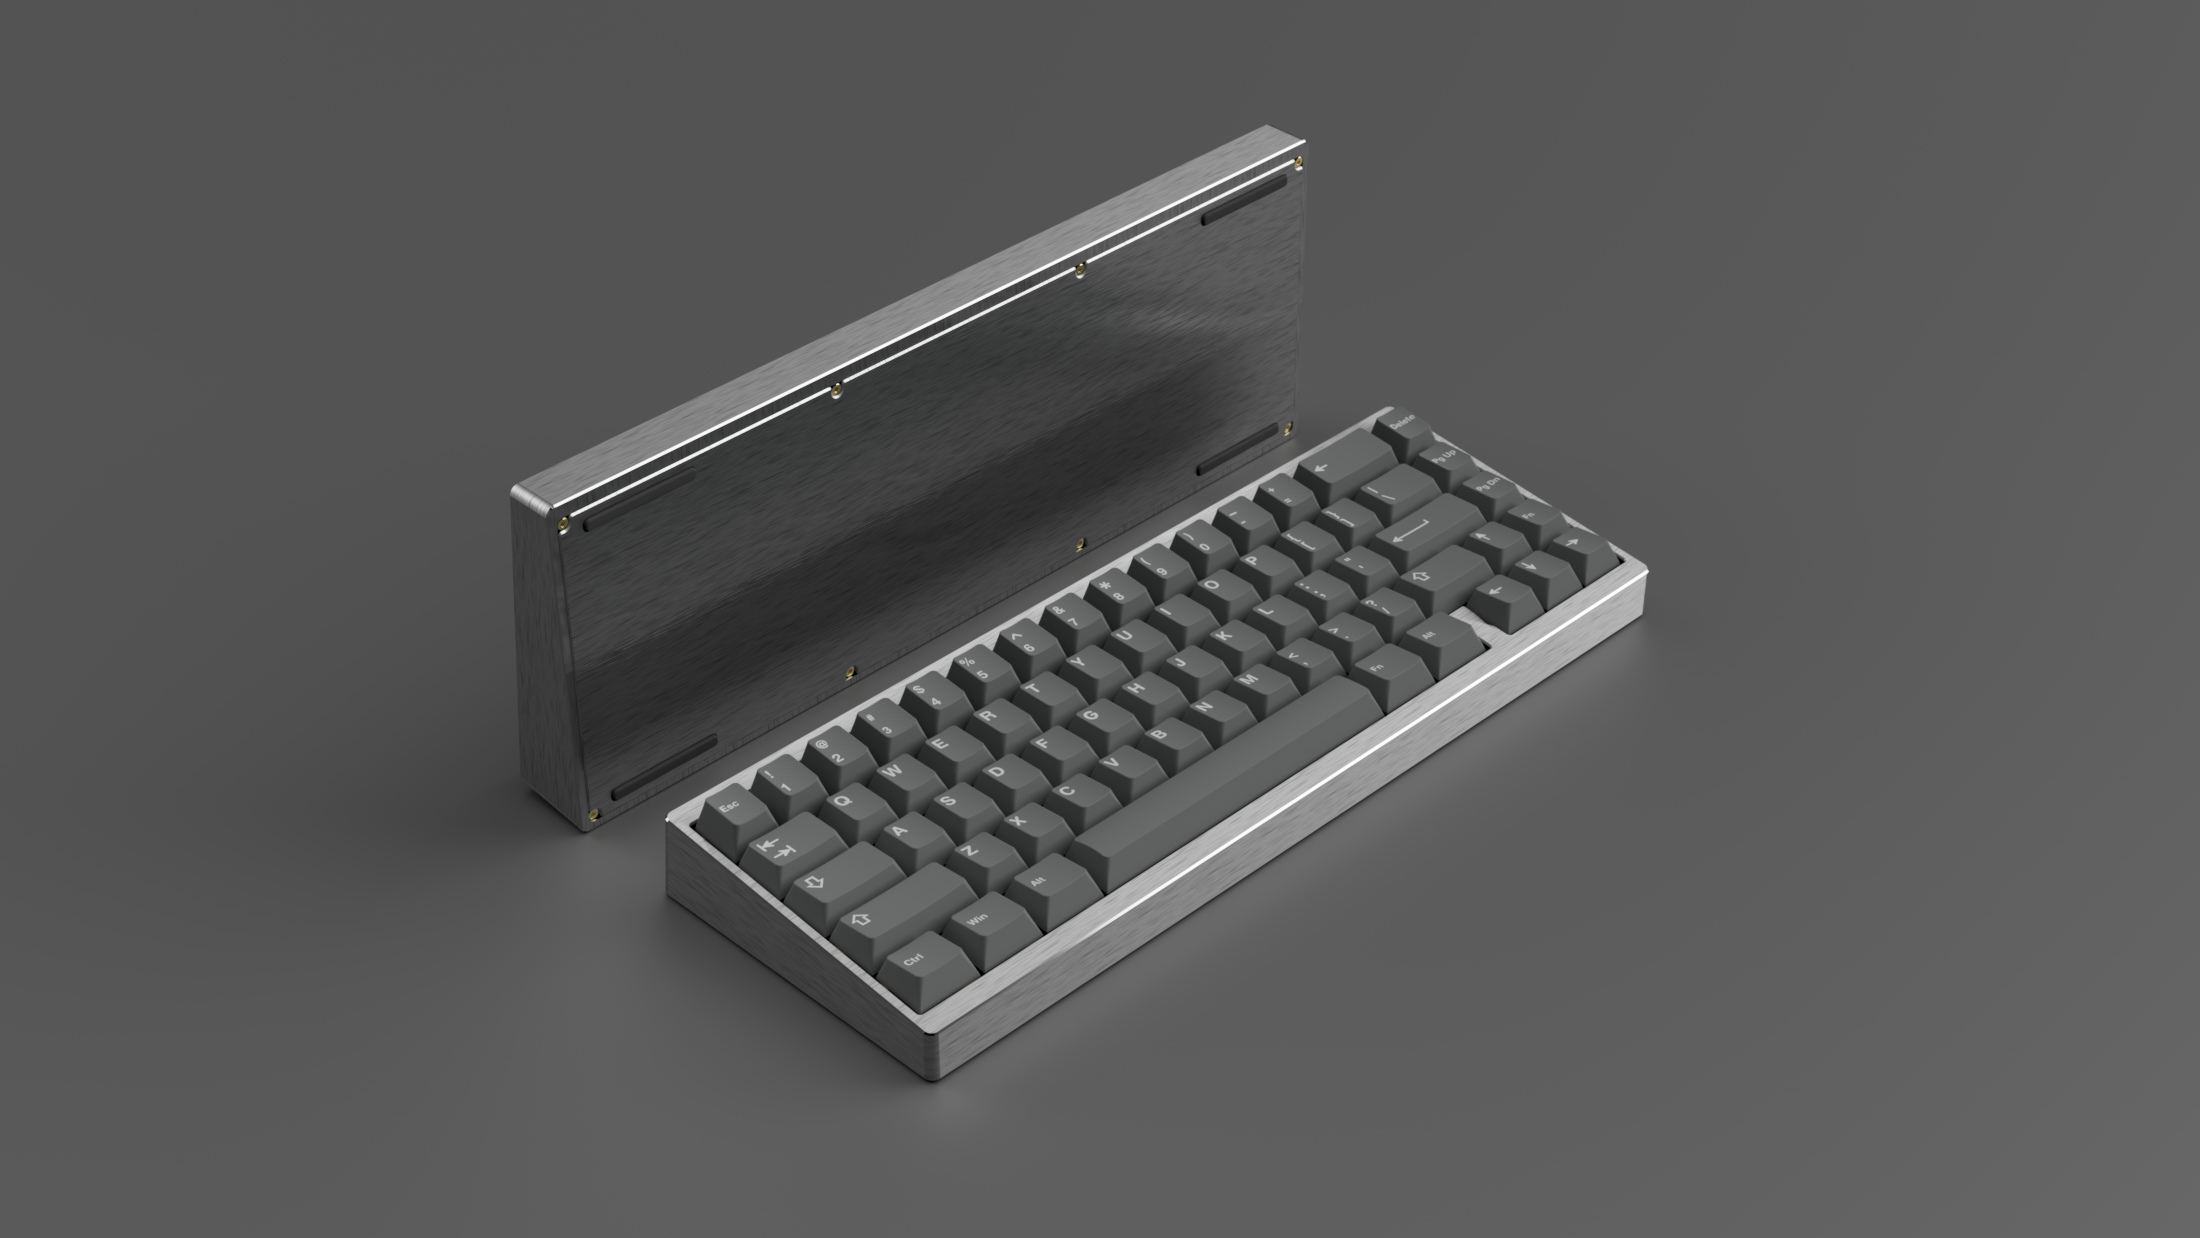 Esc ! 1 @ 2 # 3 $ 4 % 5 ^ 6 & 7 * 8 ( 9 ) 0 _ - + = ← Delete
Q W E R T Y U I O P { [ } ] | \ Pg Up
A S D F G H J K L : ; " ' Pg Dn
Z X C V B N M < , > . ? / Fn
Ctrl Win Alt Fn Alt ← →